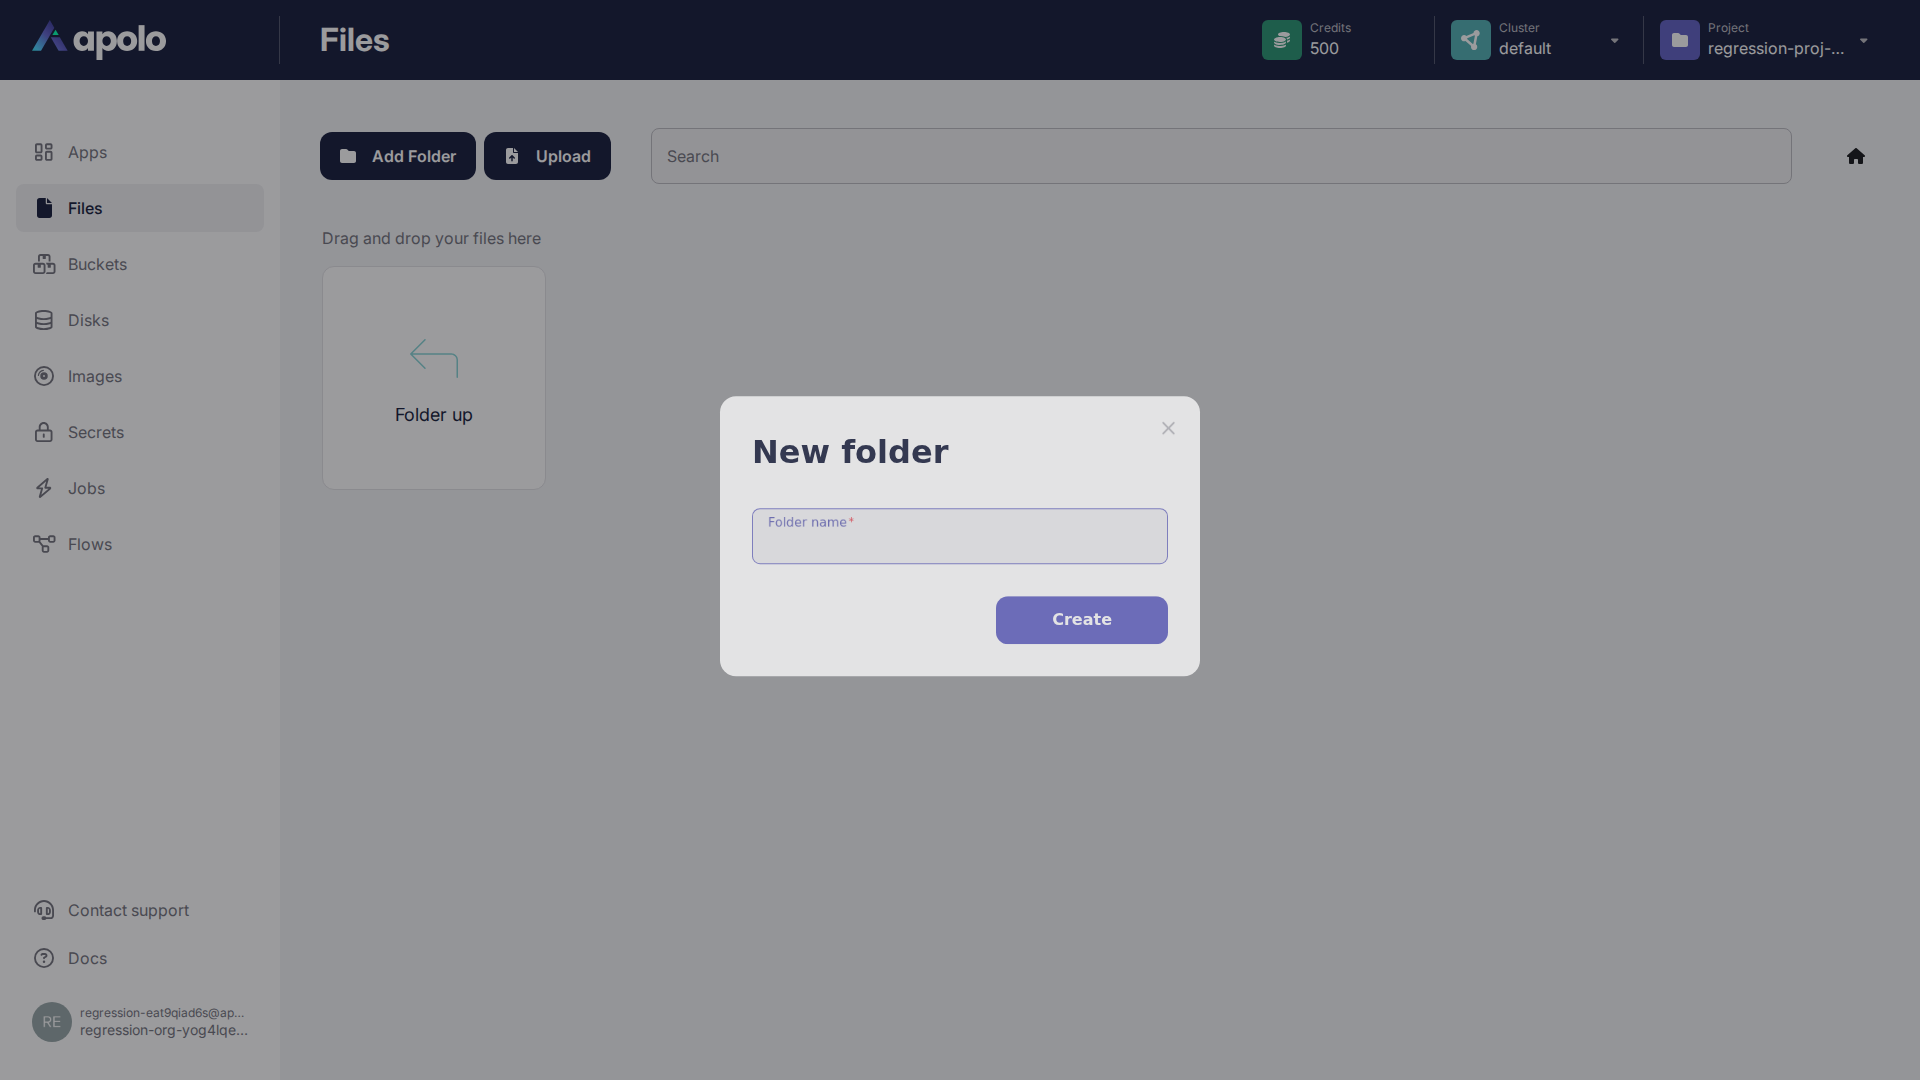 apolo
Files
Credits
500
Cluster
default
Project
regression-proj-...
Apps
Files
Buckets
Disks
Images
Secrets
Jobs
Flows
Contact support
Docs
RE
regression-eat9qiad6s@ap...
regression-org-yog4lqe...
Add Folder
Upload
Search
Drag and drop your files here
Folder up
New folder
Folder name*
Create